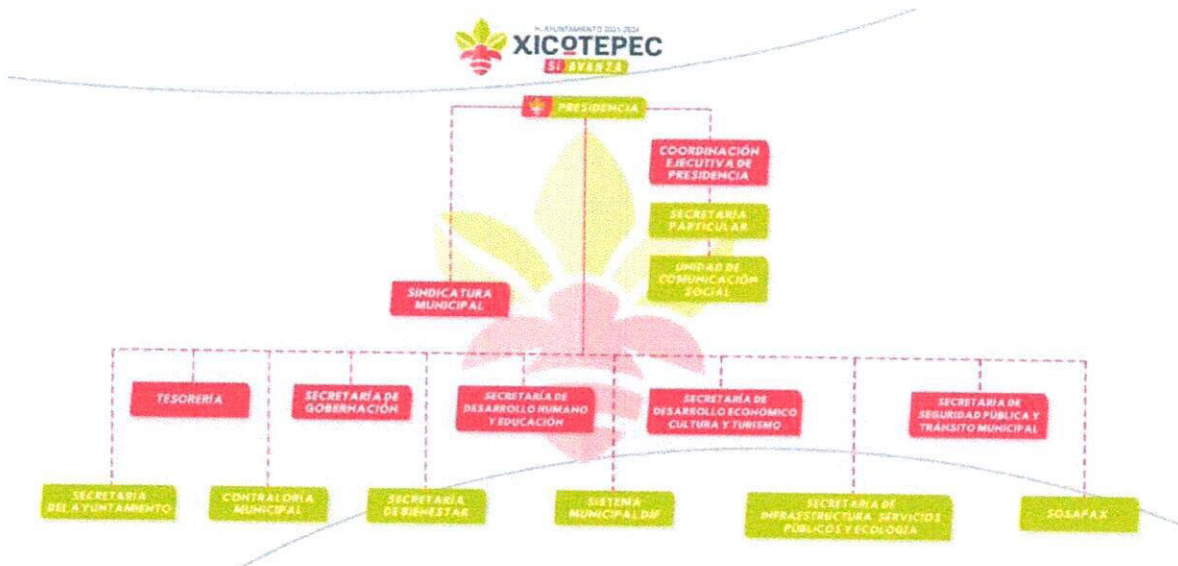 H. AYUNTAMIENTO 2021-2024
XICOTEPEC
SÍ AVANZA
PRESIDENCIA
COORDINACIÓN
EJECUTIVA DE
PRESIDENCIA
SECRETARÍA
PARTICULAR
UNIDAD DE
COMUNICACIÓN
SOCIAL
SINDICATURA
MUNICIPAL
TESORERÍA
SECRETARÍA DE
GOBERNACIÓN
SECRETARÍA DE
DESARROLLO HUMANO
Y EDUCACIÓN
SECRETARÍA DE
DESARROLLO ECONÓMICO
CULTURA Y TURISMO
SECRETARÍA DE
SEGURIDAD PÚBLICA Y
TRÁNSITO MUNICIPAL
SECRETARÍA
DEL AYUNTAMIENTO
CONTRALORÍA
MUNICIPAL
SECRETARÍA
DE BIENESTAR
SISTEMA
MUNICIPAL DIF
SECRETARÍA DE
INFRAESTRUCTURA SERVICIOS
PÚBLICOS Y ECOLOGÍA
SOSAPAX